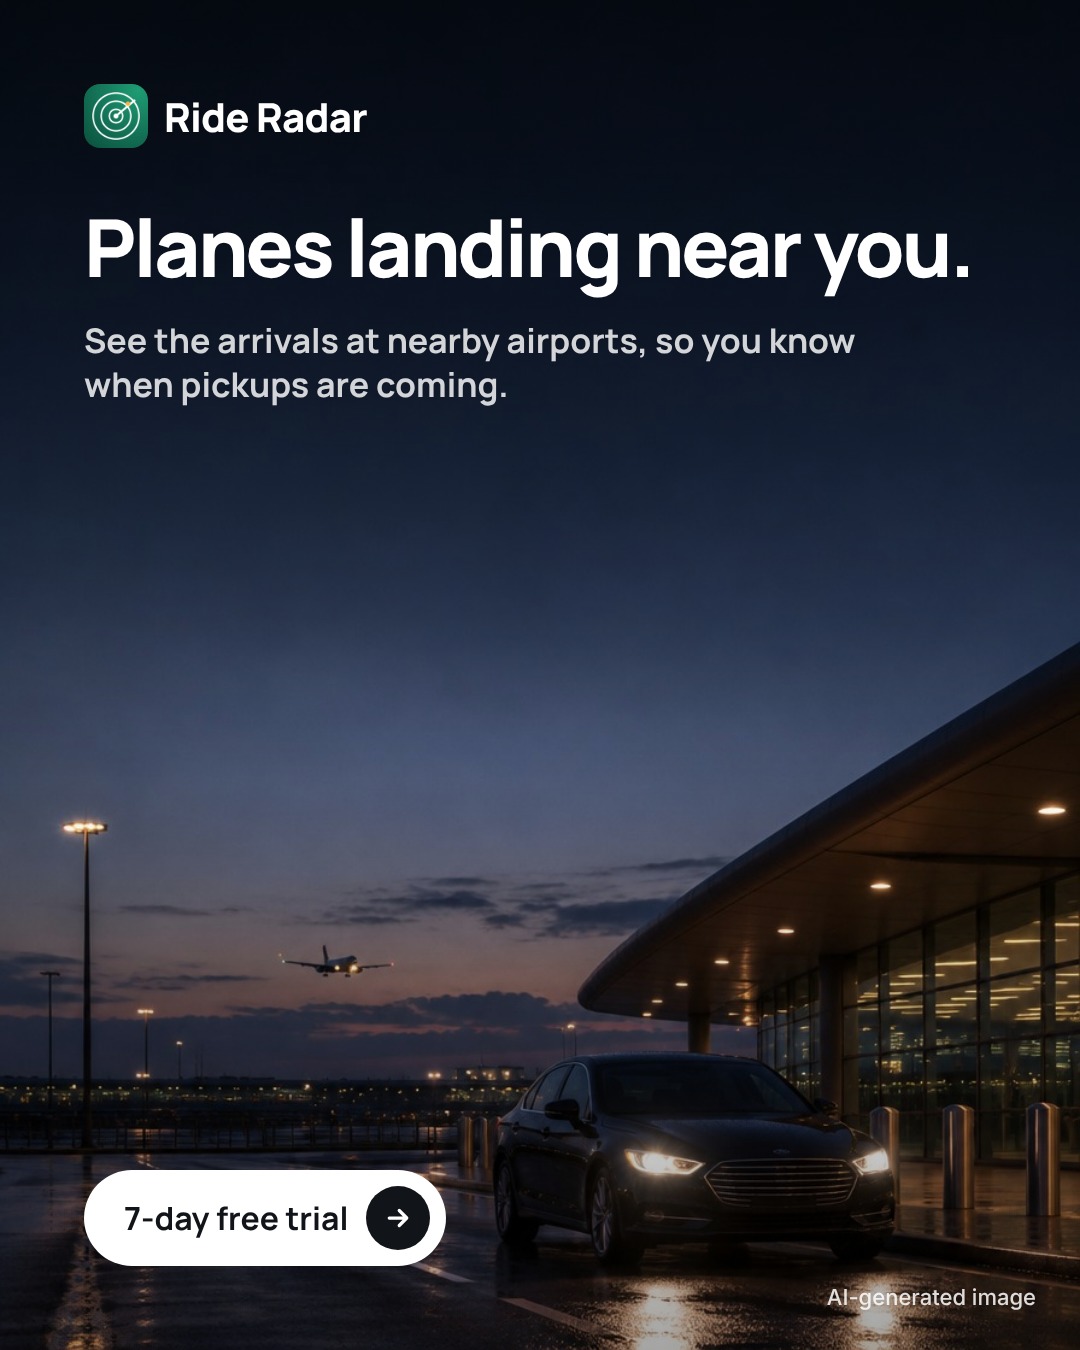 Ride Radar
Planes landing near you.
See the arrivals at nearby airports, so you know
when pickups are coming.
7-day free trial
AI-generated image